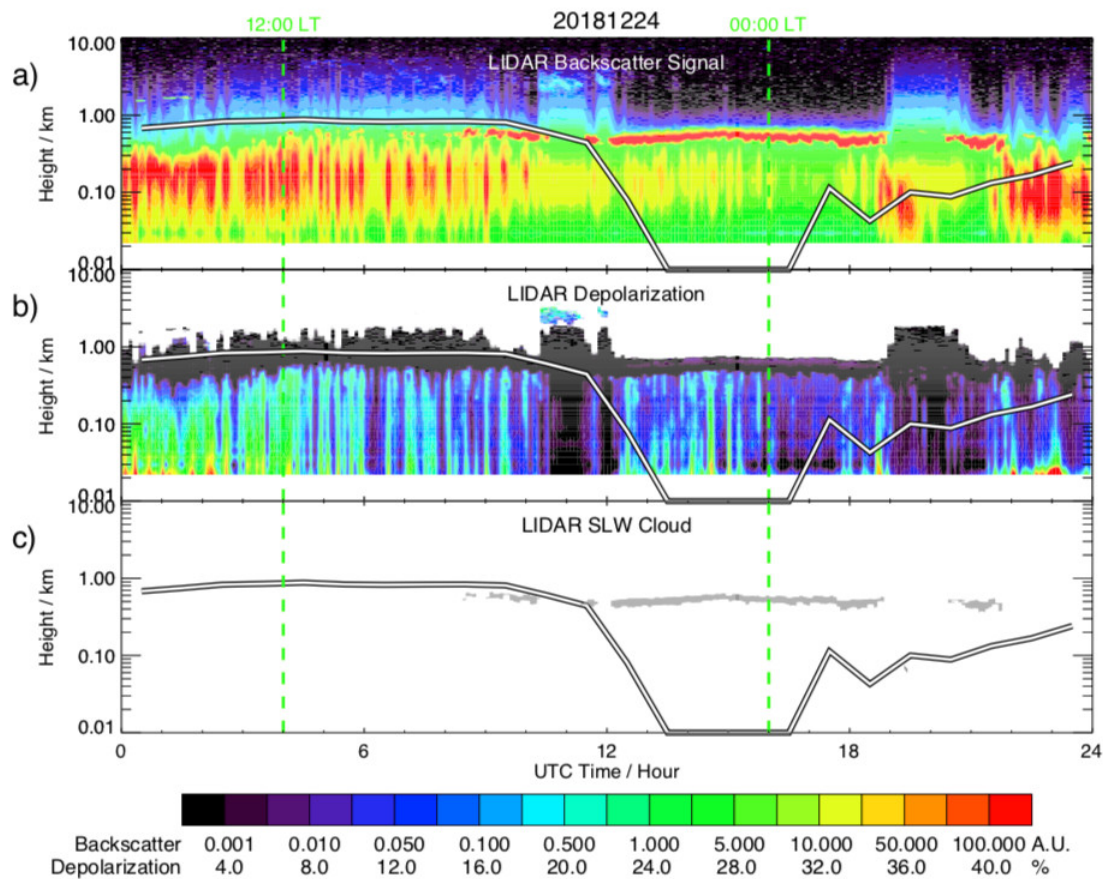 12:00 LT 20181224 00:00 LT
a)
LIDAR Backscatter Signal
Height / km
10.00
1.00
0.10
0.01
b)
LIDAR Depolarization
Height / km
10.00
1.00
0.10
0.01
c)
LIDAR SLW Cloud
Height / km
10.00
1.00
0.10
0.01
0 6 12 18 24
UTC Time / Hour
Backscatter 0.001 0.010 0.050 0.100 0.500 1.000 5.000 10.000 50.000 100.000 A.U.
Depolarization 4.0 8.0 12.0 16.0 20.0 24.0 28.0 32.0 36.0 40.0 %